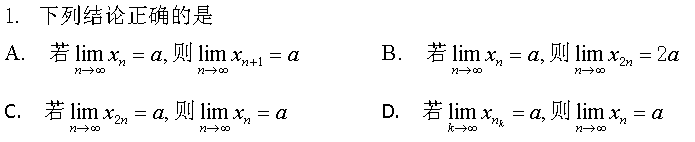 1. 下列结论正确的是
A. 若 lim_{n→∞} x_n = a, 则 lim_{n→∞} x_{n+1} = a B. 若 lim_{n→∞} x_n = a, 则 lim_{n→∞} x_{2n} = 2a
C. 若 lim_{n→∞} x_{2n} = a, 则 lim_{n→∞} x_n = a D. 若 lim_{k→∞} x_{n_k} = a, 则 lim_{n→∞} x_n = a